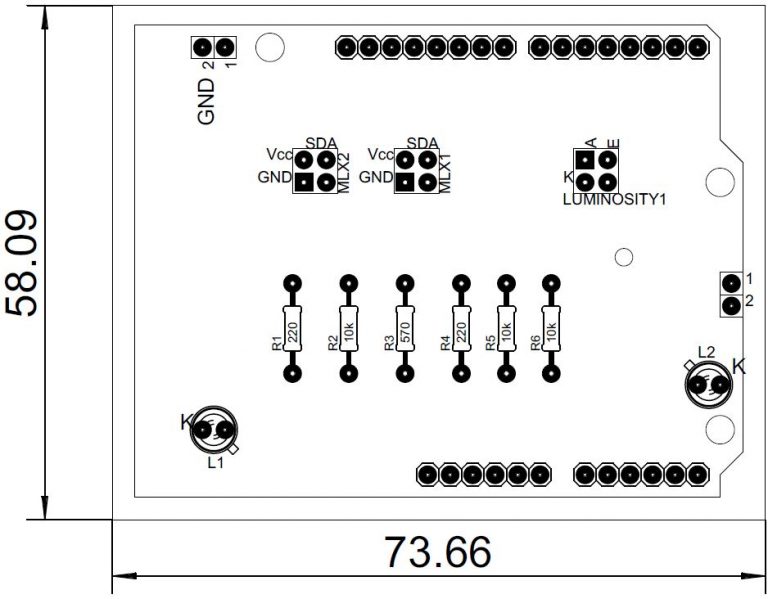 2 1
GND
SDA
Vcc
GND
MLX2
SDA
Vcc
GND
MLX1
A E
K
LUMINOSITY1
58.09
1
2
R1 220
R2 10k
R3 570
R4 220
R5 10k
R6 10k
L2
K
K
L1
73.66